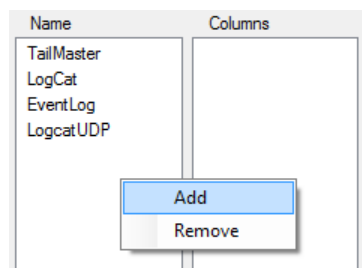 Name Columns
TailMaster
LogCat
EventLog
LogcatUDP
Add
Remove